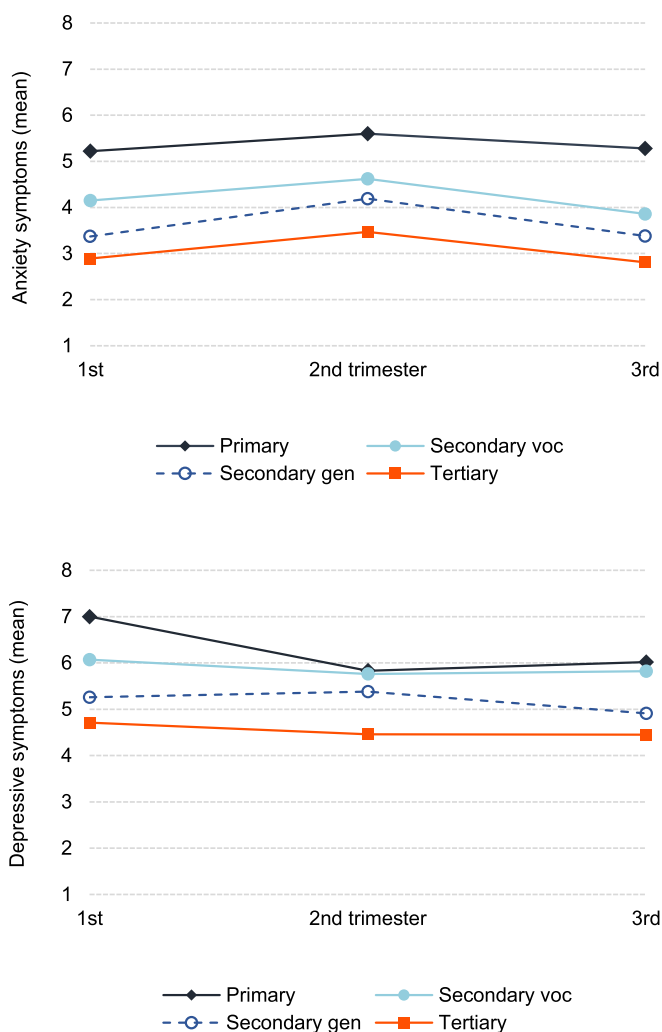 8
7
6
5
4
3
2
1
Anxiety symptoms (mean)
1st 2nd trimester 3rd
Primary Secondary voc
Secondary gen Tertiary
8
7
6
5
4
3
2
1
Depressive symptoms (mean)
1st 2nd trimester 3rd
Primary Secondary voc
Secondary gen Tertiary